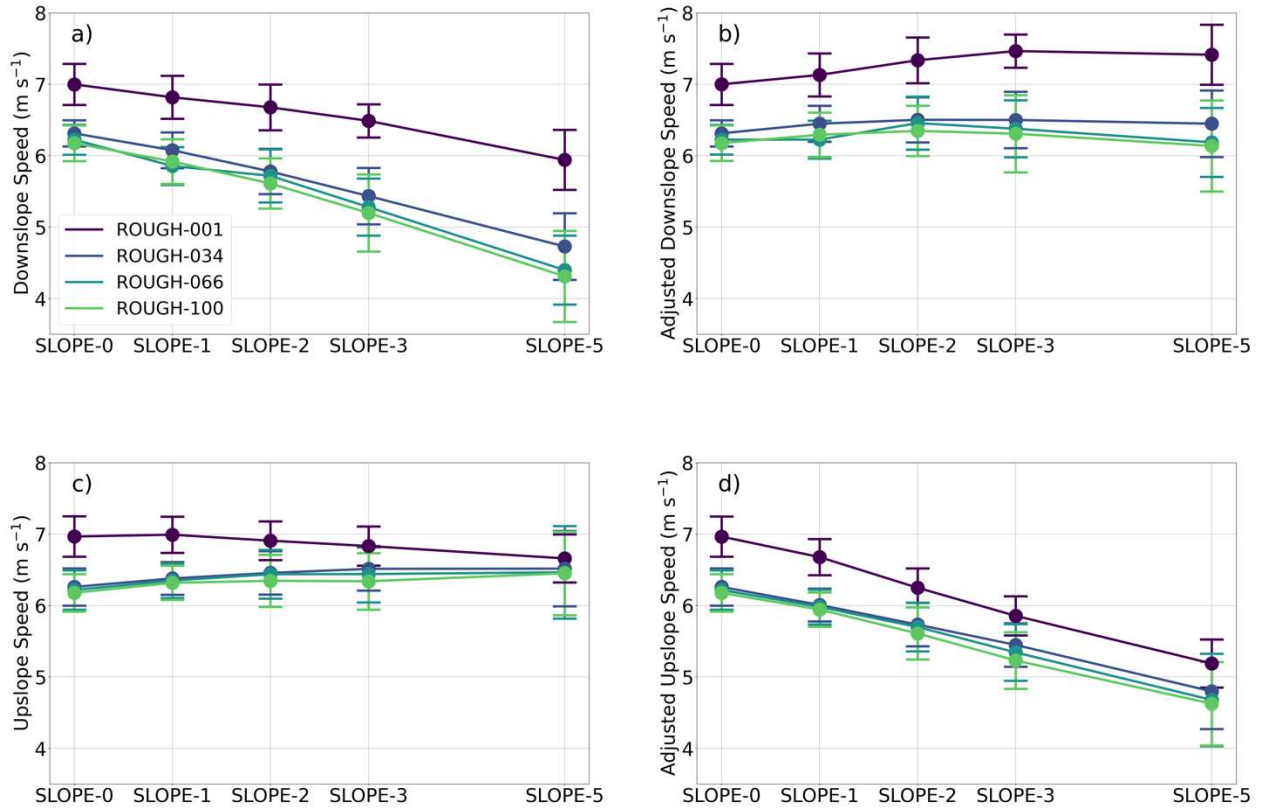 a)
Downslope Speed (m s⁻¹)
8
7
6
5
4
ROUGH-001
ROUGH-034
ROUGH-066
ROUGH-100
SLOPE-0 SLOPE-1 SLOPE-2 SLOPE-3 SLOPE-5
b)
Adjusted Downslope Speed (m s⁻¹)
8
7
6
5
4
SLOPE-0 SLOPE-1 SLOPE-2 SLOPE-3 SLOPE-5
c)
Upslope Speed (m s⁻¹)
8
7
6
5
4
SLOPE-0 SLOPE-1 SLOPE-2 SLOPE-3 SLOPE-5
d)
Adjusted Upslope Speed (m s⁻¹)
8
7
6
5
4
SLOPE-0 SLOPE-1 SLOPE-2 SLOPE-3 SLOPE-5